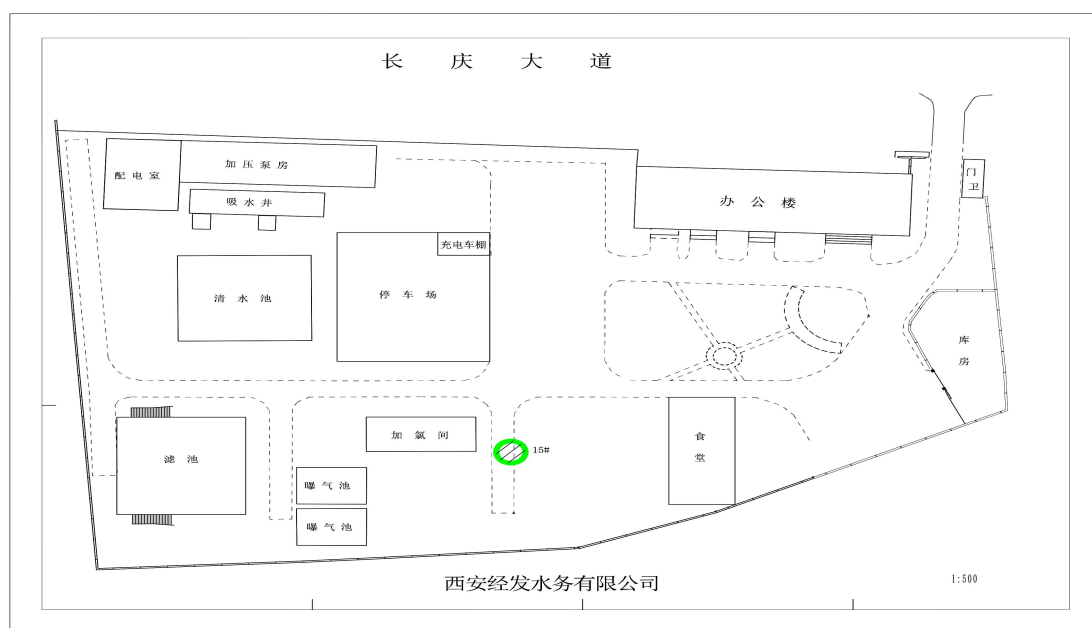 长 庆 大 道
加 压 泵 房
配 电 室
门卫
吸 水 井
办 公 楼
充电车棚
清 水 池
停 车 场
库房
加 氯 间
食堂
15#
滤 池
曝 气 池
曝 气 池
西安经发水务有限公司
1:500